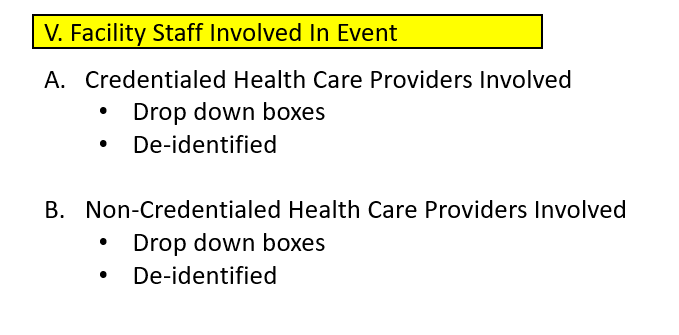 V. Facility Staff Involved In Event
A. Credentialed Health Care Providers Involved
• Drop down boxes
• De-identified
B. Non-Credentialed Health Care Providers Involved
• Drop down boxes
• De-identified